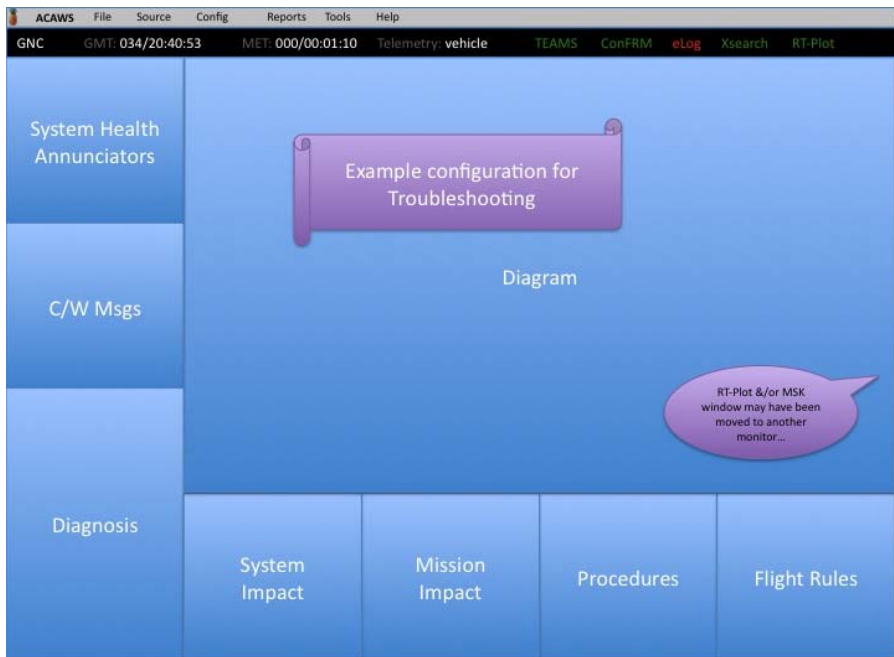 ACAWS File Source Config Reports Tools Help
GNC GMT: 034/20:40:53 MET: 000/00:01:10 Telemetry: vehicle TEAMS ConFRM eLog Xsearch RT-Plot
System Health
Annunciators
C/W Msgs
Diagnosis
Example configuration for
Troubleshooting
Diagram
RT-Plot &/or MSK
window may have been
moved to another
monitor...
System
Impact
Mission
Impact
Procedures
Flight Rules